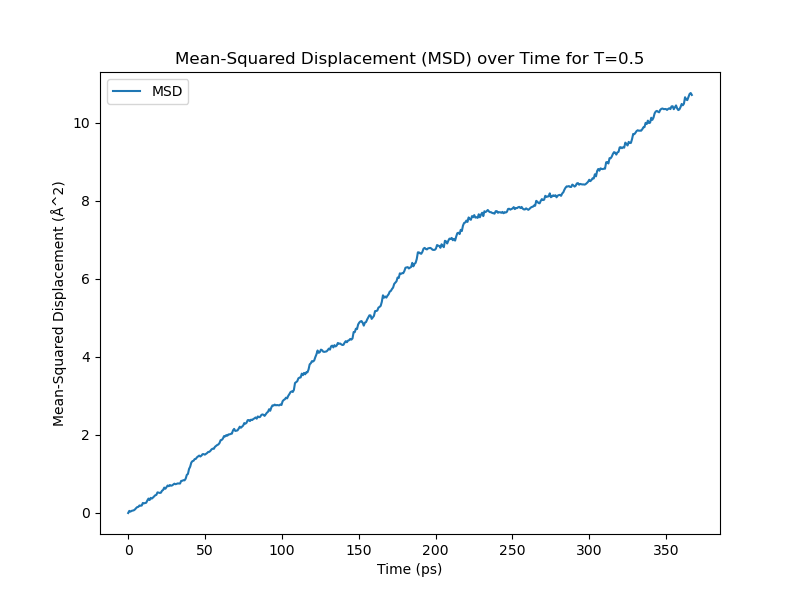 Mean-Squared Displacement (MSD) over Time for T=0.5
MSD
Mean-Squared Displacement (Å^2)
10
8
6
4
2
0
0 50 100 150 200 250 300 350
Time (ps)